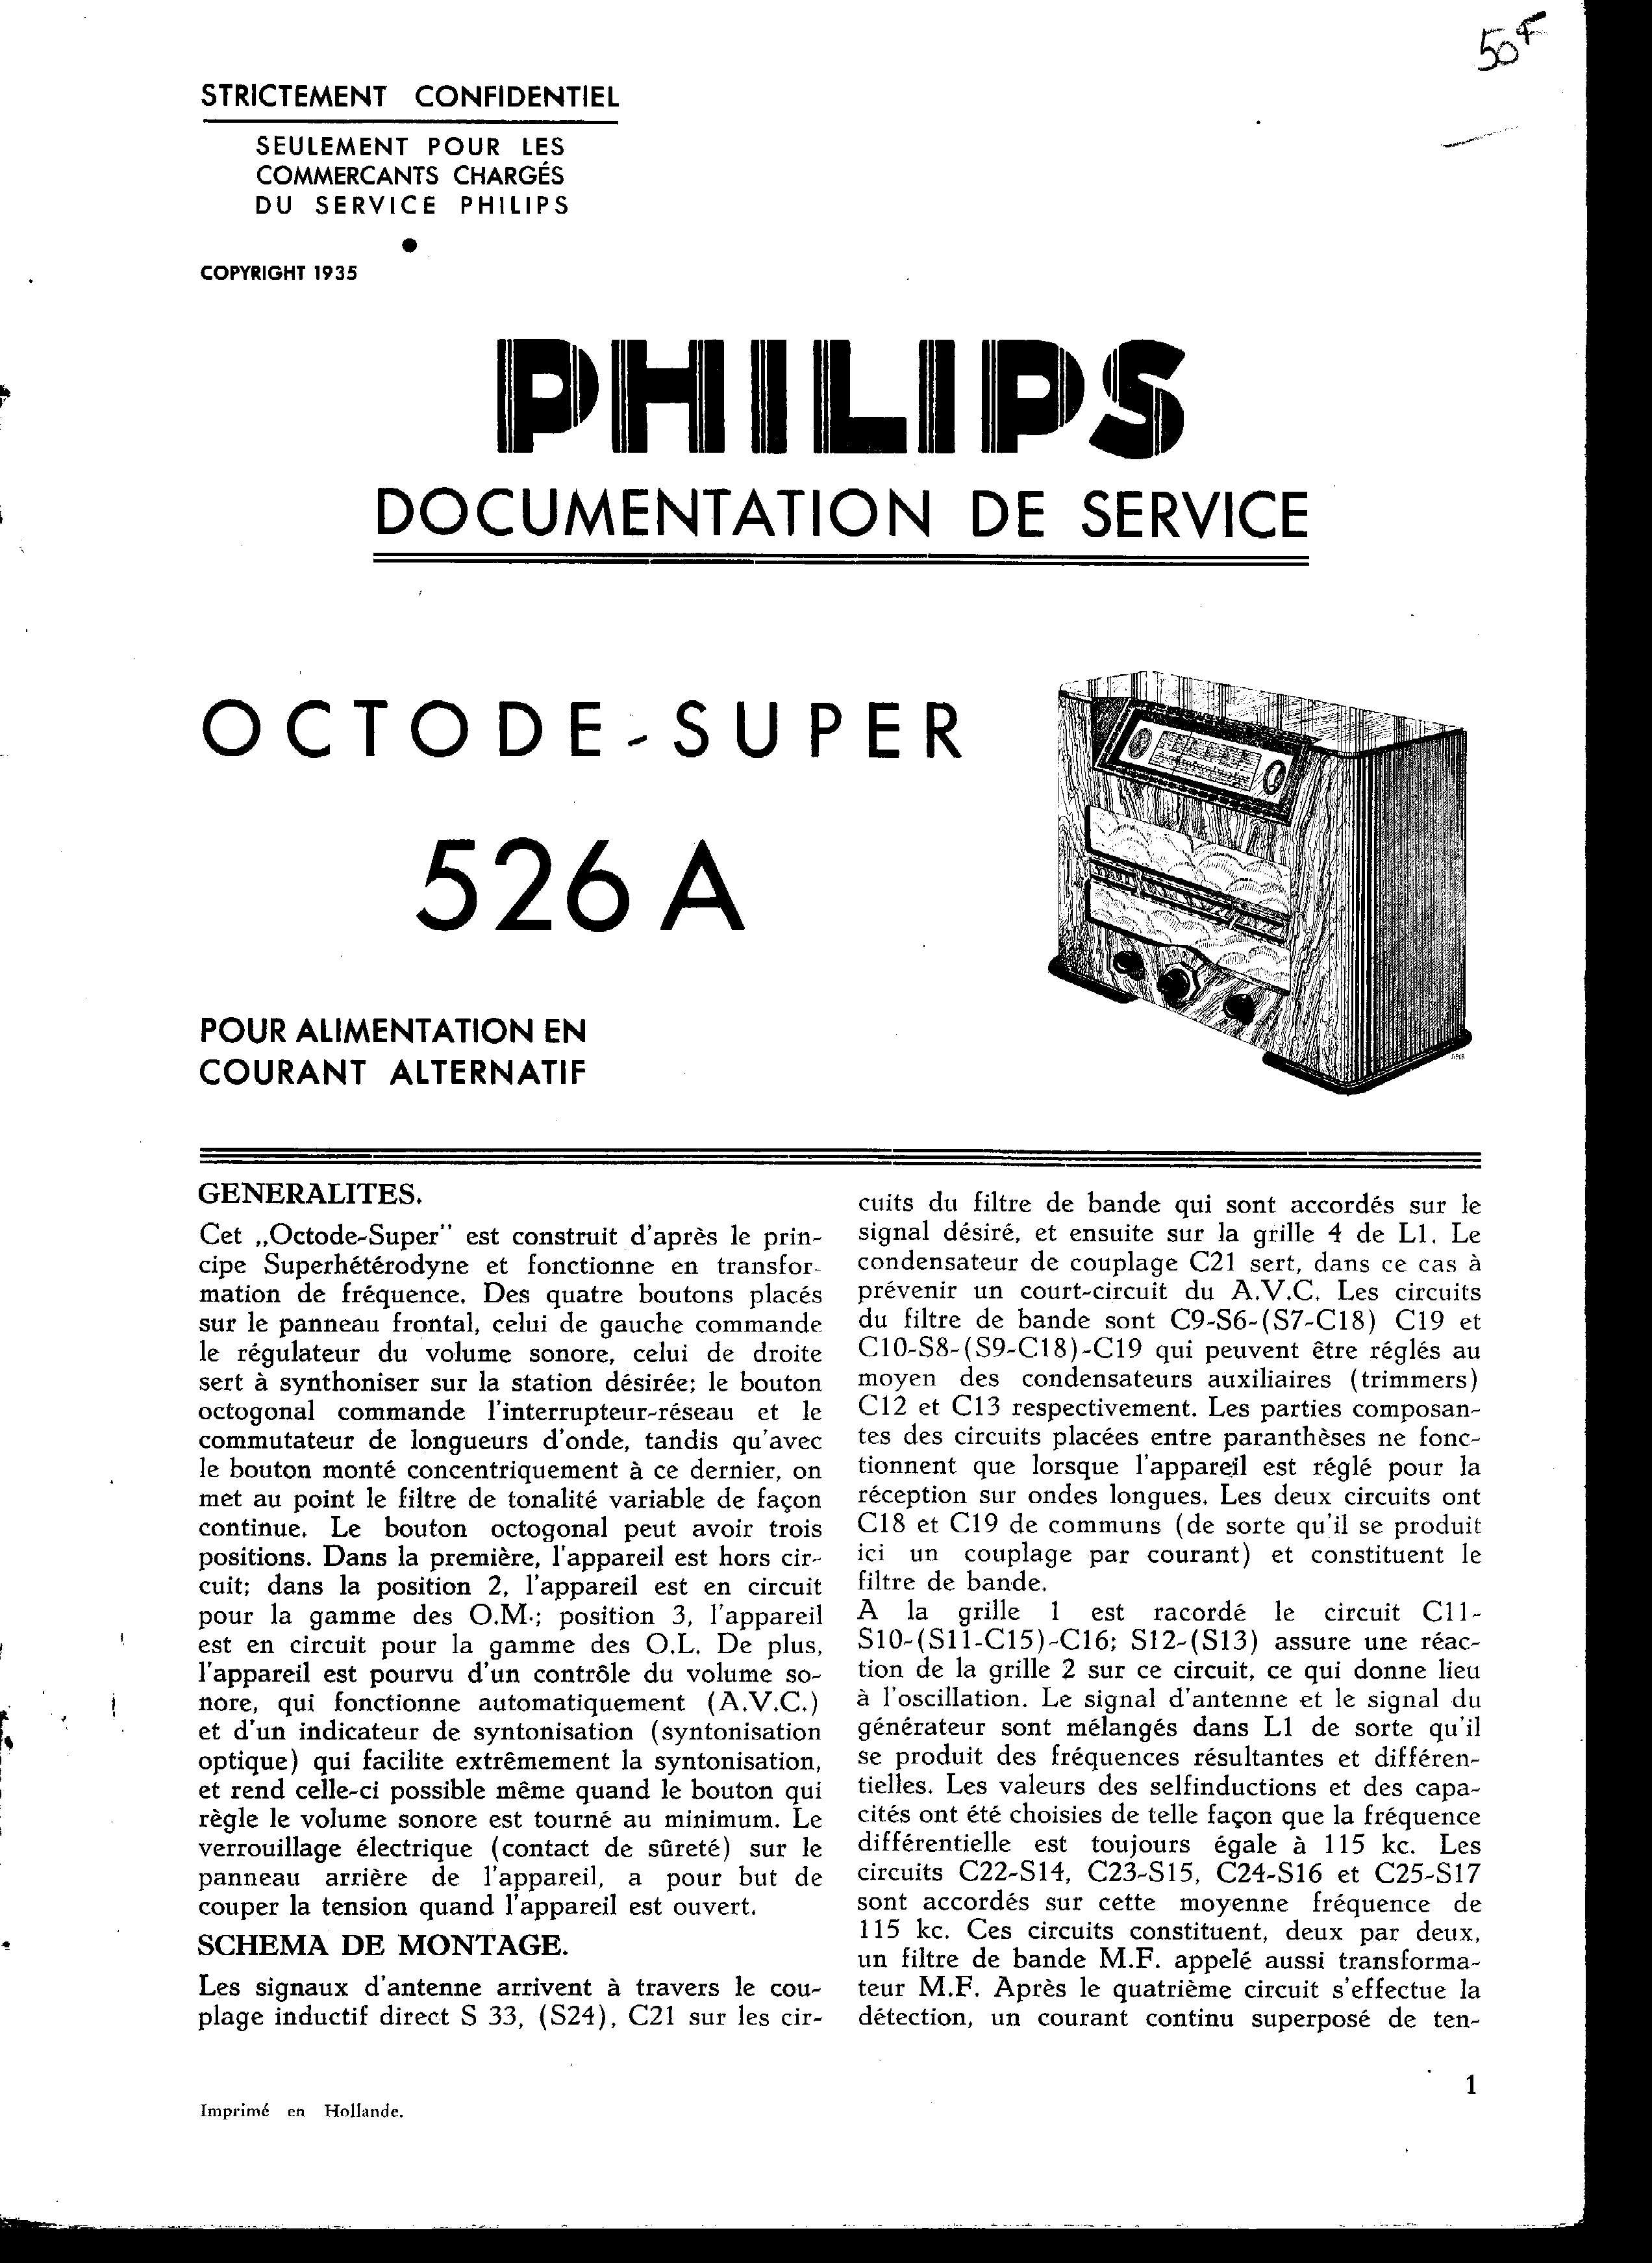 50F
STRICTEMENT CONFIDENTIEL
SEULEMENT POUR LES
COMMERCANTS CHARGÉS
DU SERVICE PHILIPS
COPYRIGHT 1935
PHILIPS
DOCUMENTATION DE SERVICE
OCTODE-SUPER
526 A
POUR ALIMENTATION EN
COURANT ALTERNATIF
GENERALITES.
Cet „Octode-Super" est construit d'après le prin-
cipe Superhétérodyne et fonctionne en transfor-
mation de fréquence. Des quatre boutons placés
sur le panneau frontal, celui de gauche commande
le régulateur du volume sonore, celui de droite
sert à synthoniser sur la station désirée; le bouton
octogonal commande l'interrupteur-réseau et le
commutateur de longueurs d'onde, tandis qu'avec
le bouton monté concentriquement à ce dernier, on
met au point le filtre de tonalité variable de façon
continue. Le bouton octogonal peut avoir trois
positions. Dans la première, l'appareil est hors cir-
cuit; dans la position 2, l'appareil est en circuit
pour la gamme des O.M.; position 3, l'appareil
est en circuit pour la gamme des O.L. De plus,
l'appareil est pourvu d'un contrôle du volume so-
nore, qui fonctionne automatiquement (A.V.C.)
et d'un indicateur de syntonisation (syntonisation
optique) qui facilite extrêmement la syntonisation,
et rend celle-ci possible même quand le bouton qui
règle le volume sonore est tourné au minimum. Le
verrouillage électrique (contact de sûreté) sur le
panneau arrière de l'appareil, a pour but de
couper la tension quand l'appareil est ouvert.
SCHEMA DE MONTAGE.
Les signaux d'antenne arrivent à travers le cou-
plage inductif direct S 33, (S24), C21 sur les cir-
cuits du filtre de bande qui sont accordés sur le
signal désiré, et ensuite sur la grille 4 de L1. Le
condensateur de couplage C21 sert, dans ce cas à
prévenir un court-circuit du A.V.C. Les circuits
du filtre de bande sont C9-S6-(S7-C18) C19 et
C10-S8-(S9-C18)-C19 qui peuvent être réglés au
moyen des condensateurs auxiliaires (trimmers)
C12 et C13 respectivement. Les parties composan-
tes des circuits placées entre paranthèses ne fonc-
tionnent que lorsque l'appareil est réglé pour la
réception sur ondes longues. Les deux circuits ont
C18 et C19 de communs (de sorte qu'il se produit
ici un couplage par courant) et constituent le
filtre de bande.
A la grille 1 est racordé le circuit C11-
S10-(S11-C15)-C16; S12-(S13) assure une réac-
tion de la grille 2 sur ce circuit, ce qui donne lieu
à l'oscillation. Le signal d'antenne et le signal du
générateur sont mélangés dans L1 de sorte qu'il
se produit des fréquences résultantes et différen-
tielles. Les valeurs des selfinductions et des capa-
cités ont été choisies de telle façon que la fréquence
différentielle est toujours égale à 115 kc. Les
circuits C22-S14, C23-S15, C24-S16 et C25-S17
sont accordés sur cette moyenne fréquence de
115 kc. Ces circuits constituent, deux par deux,
un filtre de bande M.F. appelé aussi transforma-
teur M.F. Après le quatrième circuit s'effectue la
détection, un courant continu superposé de ten-
1
Imprimé en Hollande.